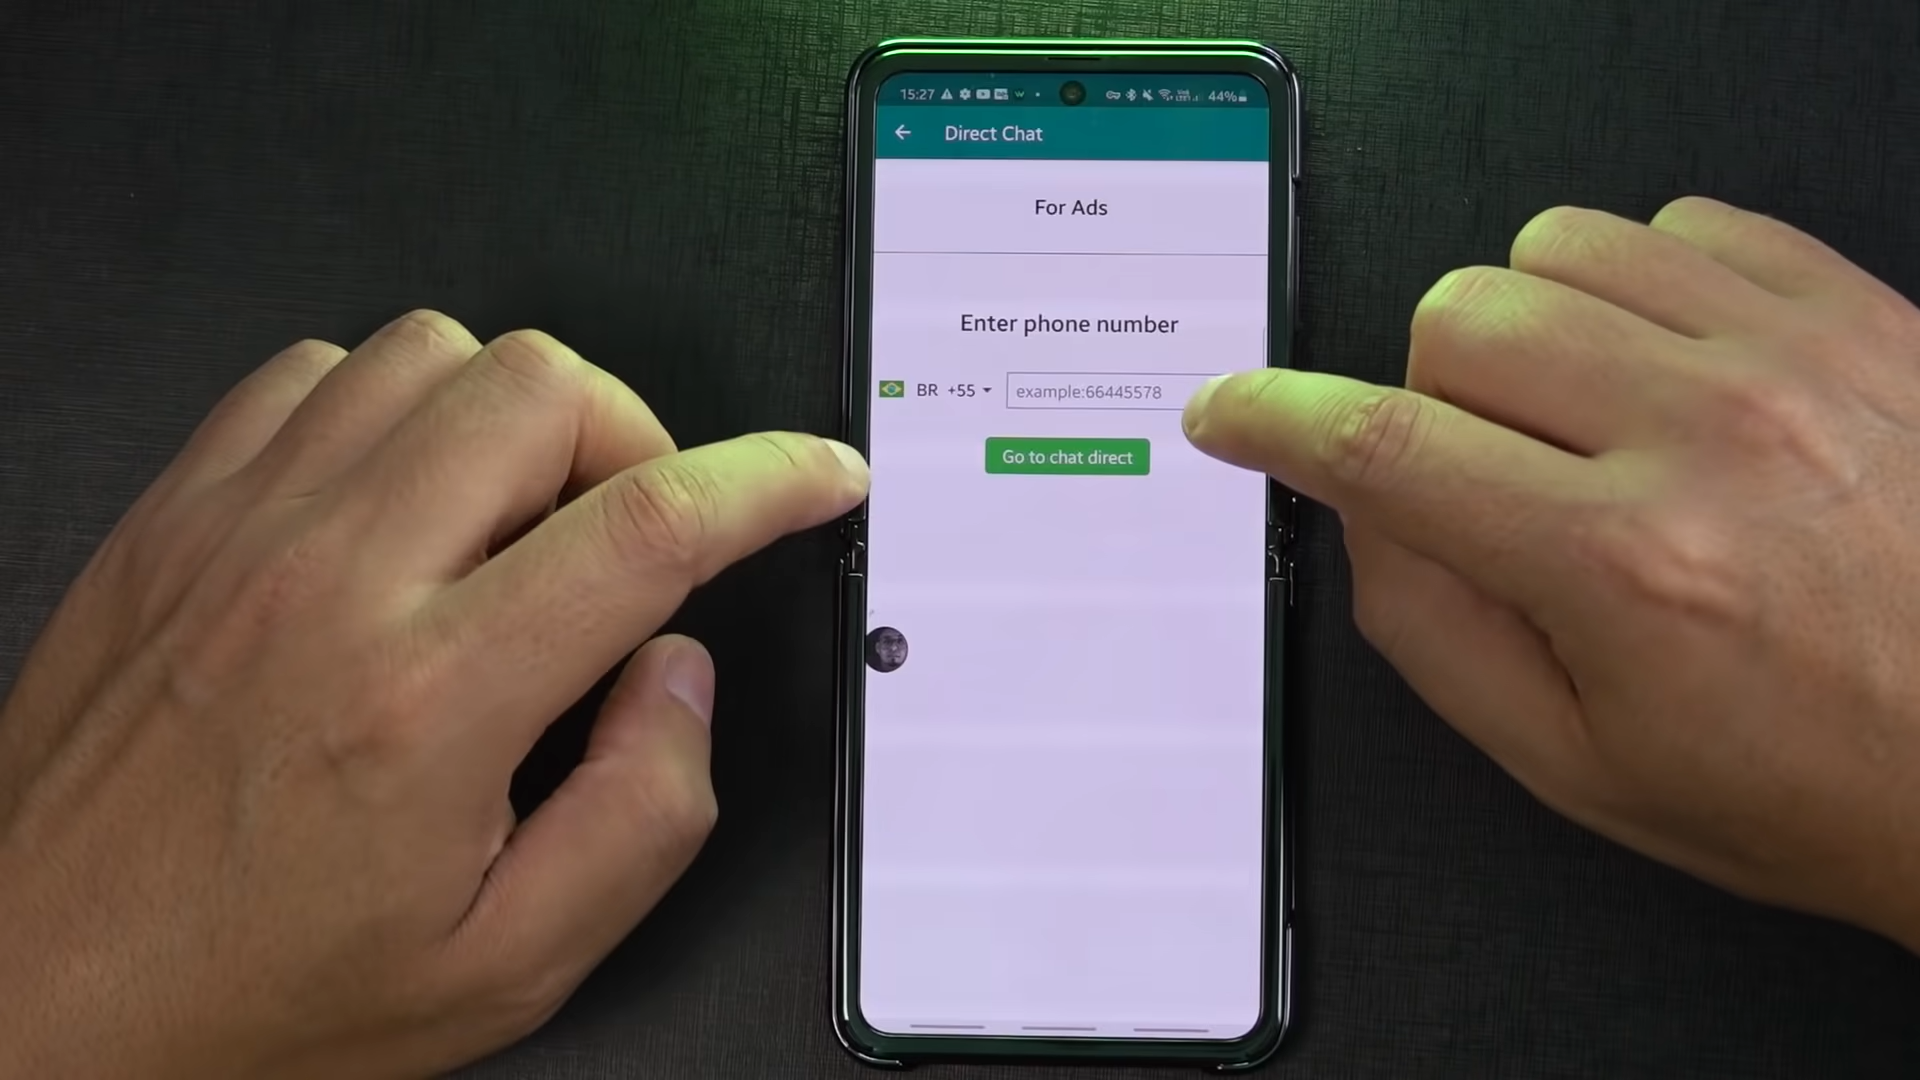 15:27 44%
Direct Chat
For Ads
Enter phone number
BR +55 example:66445578
Go to chat direct